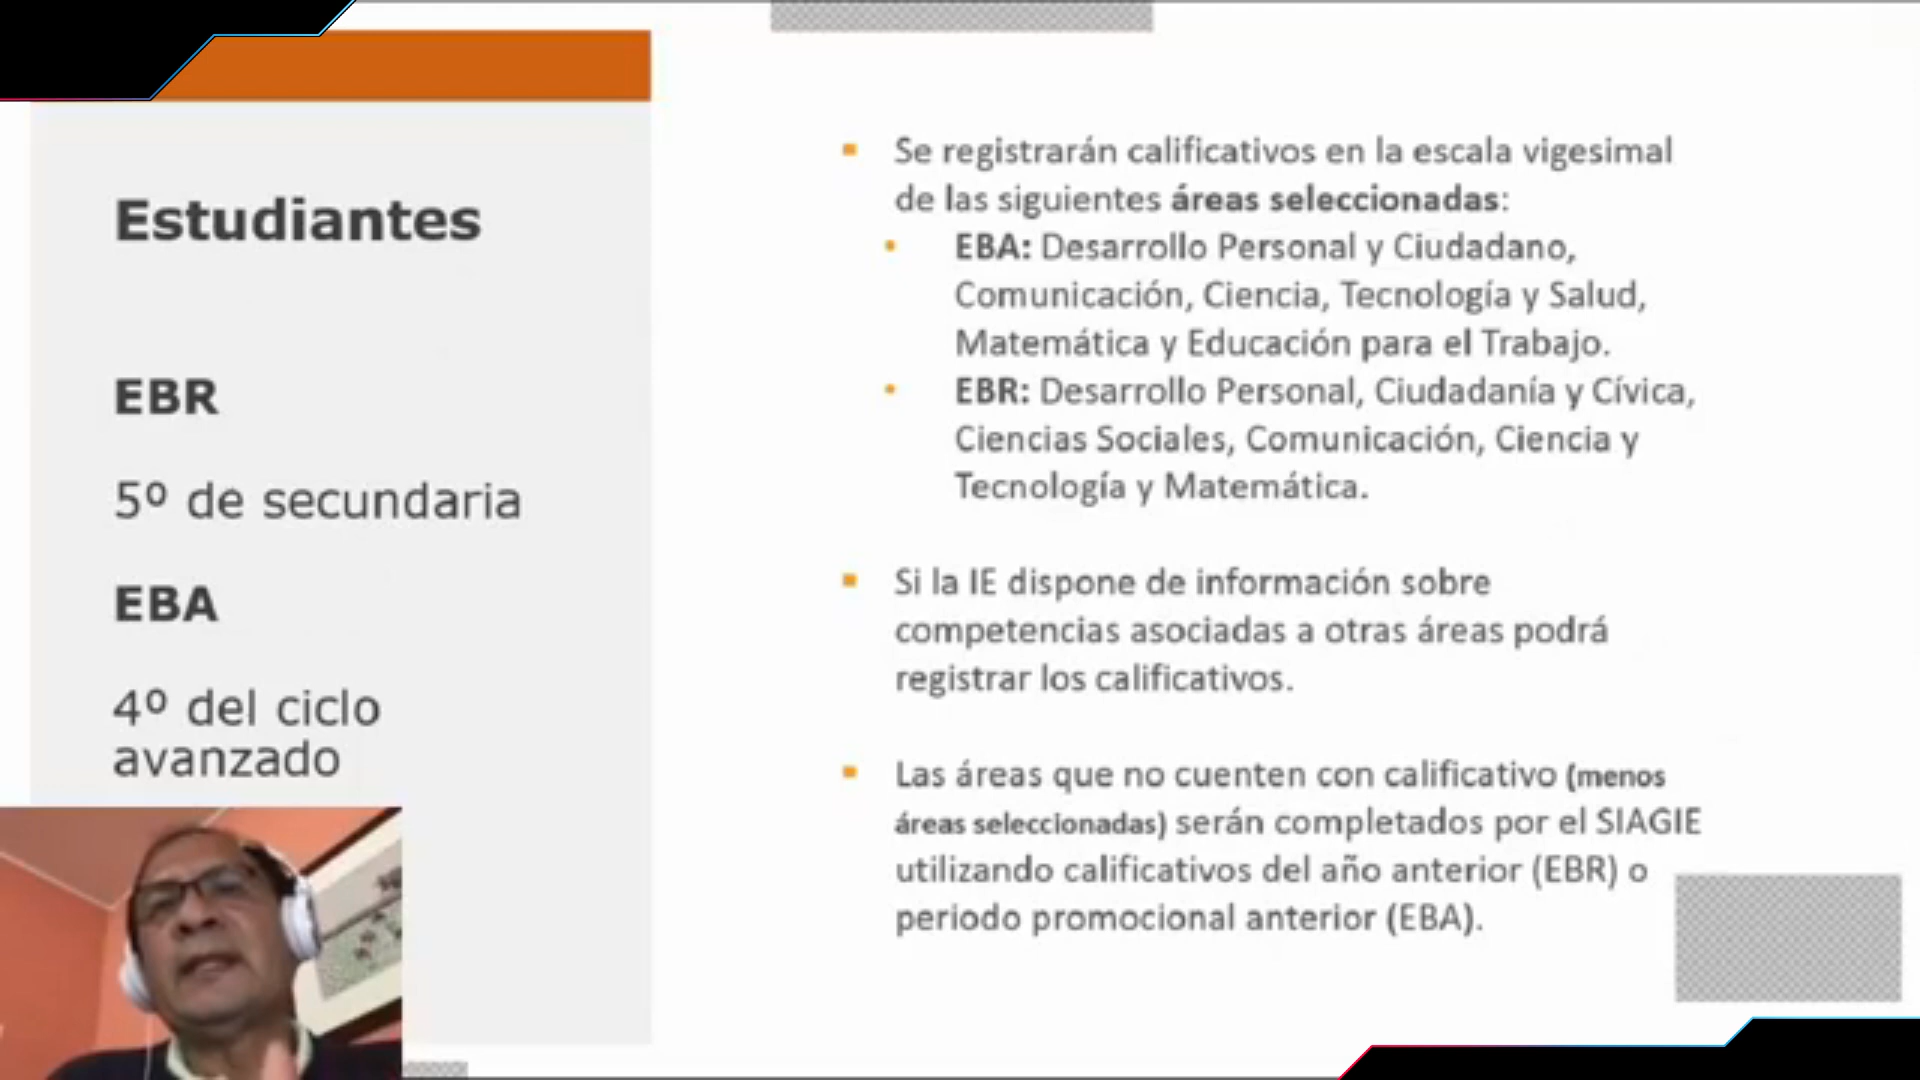 Estudiantes
EBR
5º de secundaria
EBA
4º del ciclo
avanzado
Se registrarán calificativos en la escala vigesimal
de las siguientes áreas seleccionadas:
EBA: Desarrollo Personal y Ciudadano,
Comunicación, Ciencia, Tecnología y Salud,
Matemática y Educación para el Trabajo.
EBR: Desarrollo Personal, Ciudadanía y Cívica,
Ciencias Sociales, Comunicación, Ciencia y
Tecnología y Matemática.
Si la IE dispone de información sobre
competencias asociadas a otras áreas podrá
registrar los calificativos.
Las áreas que no cuenten con calificativo (menos
áreas seleccionadas) serán completados por el SIAGIE
utilizando calificativos del año anterior (EBR) o
periodo promocional anterior (EBA).